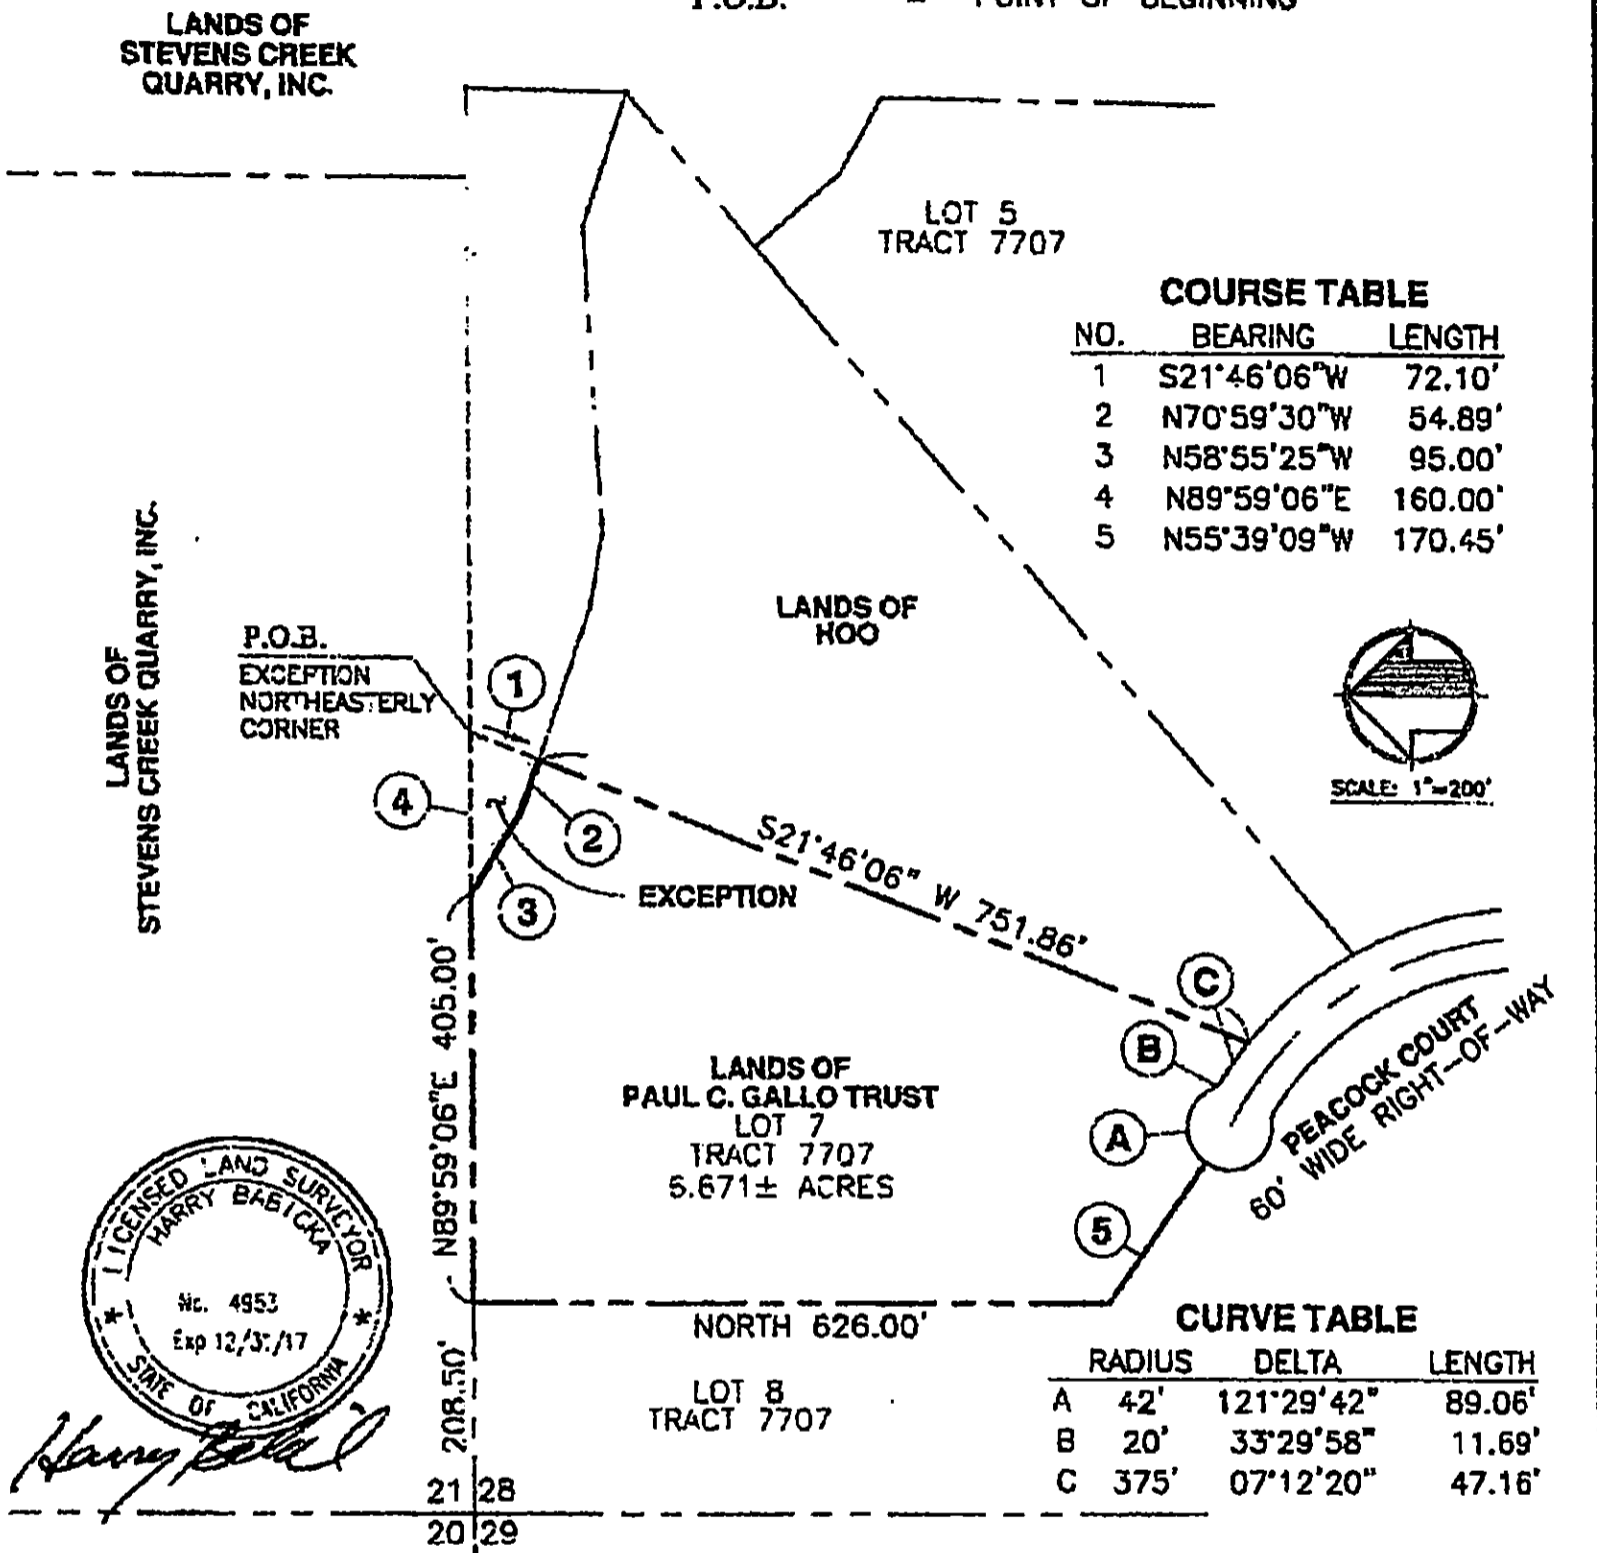 P.O.B. = POINT OF BEGINNING
LANDS OF
STEVENS CREEK
QUARRY, INC.
LOT 5
TRACT 7707
COURSE TABLE
NO. BEARING LENGTH
1 S21°46'06"W 72.10'
2 N70°59'30"W 54.89'
3 N58°55'25"W 95.00'
4 N89°59'06"E 160.00'
5 N55°39'09"W 170.45'
LANDS OF
STEVENS CREEK QUARRY, INC.
P.O.B.
EXCEPTION
NORTHEASTERLY
CORNER
LANDS OF
HOO
SCALE: 1"=200'
1
4
2
3
EXCEPTION
S21°46'06" W 751.86'
C
B
A
5
PEACOCK COURT
60' WIDE RIGHT-OF-WAY
N89°59'06"E 405.00'
LANDS OF
PAUL C. GALLO TRUST
LOT 7
TRACT 7707
5.671± ACRES
LICENSED LAND SURVEYOR
HARRY BABICKA
No. 4953
Exp 12/31/17
STATE OF CALIFORNIA
NORTH 626.00'
208.50'
LOT 8
TRACT 7707
CURVE TABLE
RADIUS DELTA LENGTH
A 42' 121°29'42" 89.06'
B 20' 33°29'58" 11.69'
C 375' 07°12'20" 47.16'
21 28
20 29